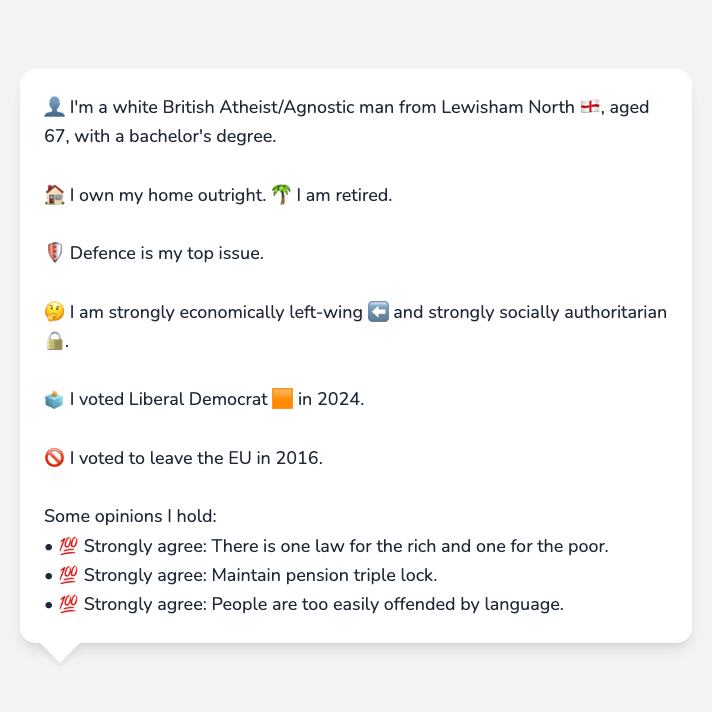 👤 I'm a white British Atheist/Agnostic man from Lewisham North 🏴󠁧󠁢󠁥󠁮󠁧󠁿, aged
67, with a bachelor's degree.
🏠 I own my home outright. 🌴 I am retired.
🛡️ Defence is my top issue.
🤔 I am strongly economically left-wing ⬅️ and strongly socially authoritarian
🔒.
🗳️ I voted Liberal Democrat 🟧 in 2024.
🚫 I voted to leave the EU in 2016.
Some opinions I hold:
• 💯 Strongly agree: There is one law for the rich and one for the poor.
• 💯 Strongly agree: Maintain pension triple lock.
• 💯 Strongly agree: People are too easily offended by language.